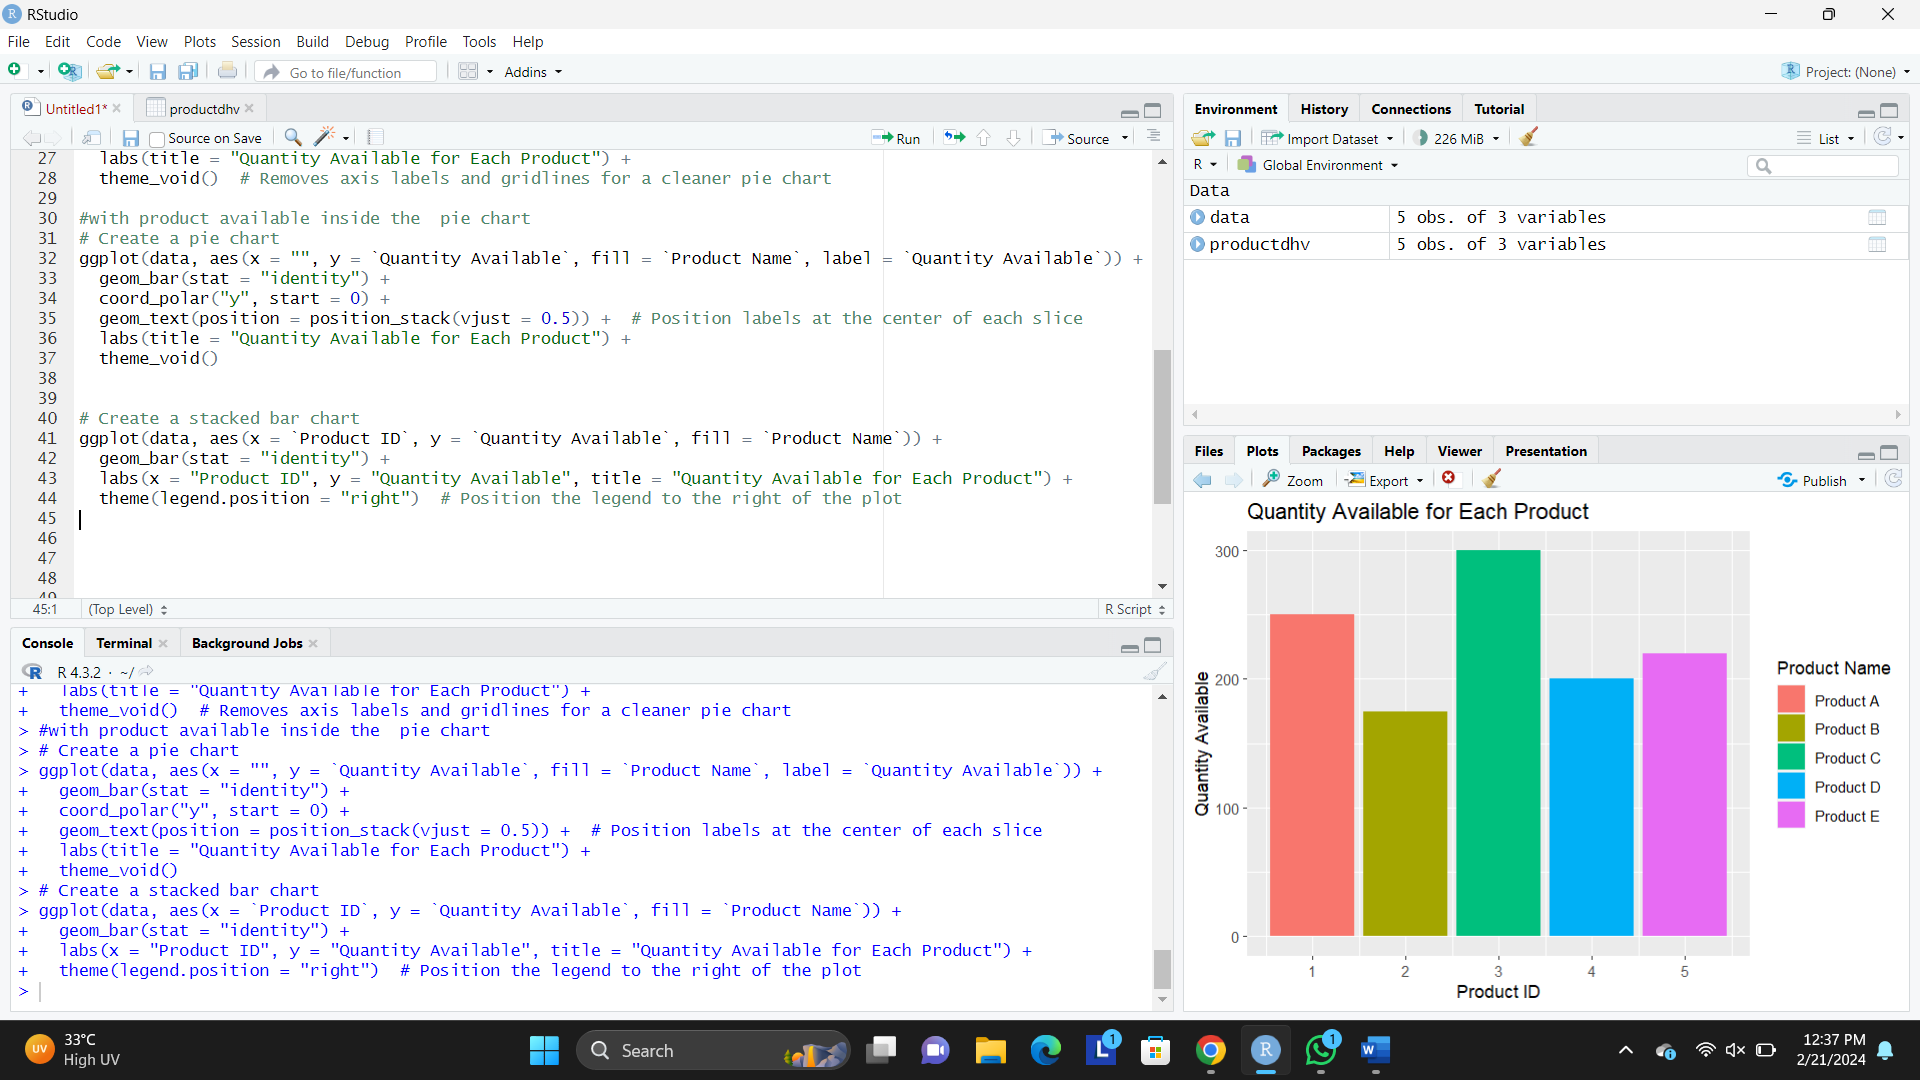 RStudio
File Edit Code View Plots Session Build Debug Profile Tools Help
Go to file/function Addins Project: (None)
Untitled1* productdhv
Source on Save Run Source
27 labs(title = "Quantity Available for Each Product") +
28 theme_void() # Removes axis labels and gridlines for a cleaner pie chart
29
30 #with product available inside the  pie chart
31 # Create a pie chart
32 ggplot(data, aes(x = "", y = `Quantity Available`, fill = `Product Name`, label = `Quantity Available`)) +
33 geom_bar(stat = "identity") +
34 coord_polar("y", start = 0) +
35 geom_text(position = position_stack(vjust = 0.5)) + # Position labels at the center of each slice
36 labs(title = "Quantity Available for Each Product") +
37 theme_void()
38
39
40 # Create a stacked bar chart
41 ggplot(data, aes(x = `Product ID`, y = `Quantity Available`, fill = `Product Name`)) +
42 geom_bar(stat = "identity") +
43 labs(x = "Product ID", y = "Quantity Available", title = "Quantity Available for Each Product") +
44 theme(legend.position = "right") # Position the legend to the right of the plot
45
46
47
48
49
45:1 (Top Level) R Script
Console Terminal Background Jobs
R 4.3.2 · ~/
+ labs(title = "Quantity Available for Each Product") +
+ theme_void() # Removes axis labels and gridlines for a cleaner pie chart
> #with product available inside the  pie chart
> # Create a pie chart
> ggplot(data, aes(x = "", y = `Quantity Available`, fill = `Product Name`, label = `Quantity Available`)) +
+ geom_bar(stat = "identity") +
+ coord_polar("y", start = 0) +
+ geom_text(position = position_stack(vjust = 0.5)) + # Position labels at the center of each slice
+ labs(title = "Quantity Available for Each Product") +
+ theme_void()
> # Create a stacked bar chart
> ggplot(data, aes(x = `Product ID`, y = `Quantity Available`, fill = `Product Name`)) +
+ geom_bar(stat = "identity") +
+ labs(x = "Product ID", y = "Quantity Available", title = "Quantity Available for Each Product") +
+ theme(legend.position = "right") # Position the legend to the right of the plot
>
Environment History Connections Tutorial
Import Dataset 226 MiB List
R Global Environment
Data
data 5 obs. of 3 variables
productdhv 5 obs. of 3 variables
Files Plots Packages Help Viewer Presentation
Zoom Export Publish
Quantity Available for Each Product
Quantity Available
300
200
100
0
1 2 3 4 5
Product ID
Product Name
Product A
Product B
Product C
Product D
Product E
UV 33°C
High UV
Search
L 1
R
1
W
12:37 PM
2/21/2024